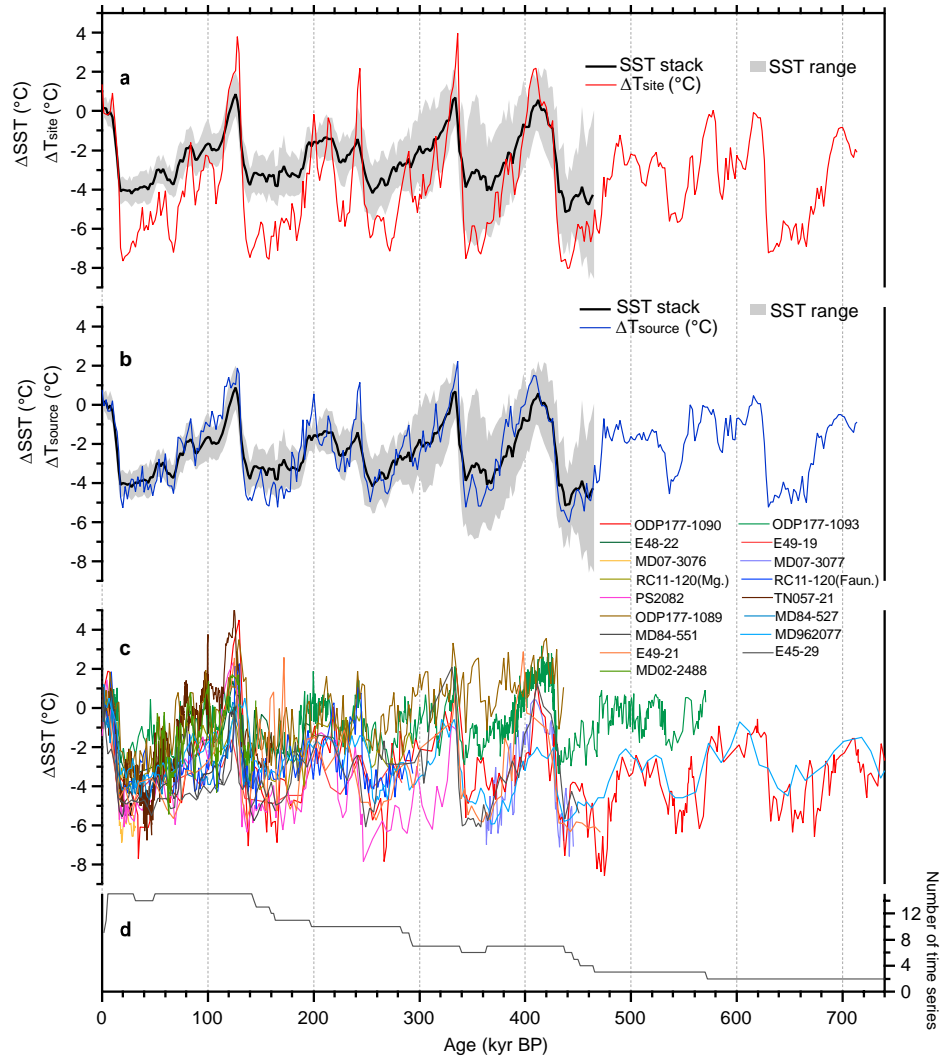 a
SST stack
SST range
ΔTsite (°C)
ΔSST (°C)
ΔTsite (°C)
4
2
0
-2
-4
-6
-8
b
SST stack
SST range
ΔTsource (°C)
ΔSST (°C)
ΔTsource (°C)
4
2
0
-2
-4
-6
-8
ODP177-1090
ODP177-1093
E48-22
E49-19
MD07-3076
MD07-3077
RC11-120(Mg.)
RC11-120(Faun.)
PS2082
TN057-21
ODP177-1089
MD84-527
MD84-551
MD962077
E49-21
E45-29
MD02-2488
c
ΔSST (°C)
4
2
0
-2
-4
-6
-8
d
Number of time series
12
8
4
0
0
100
200
300
400
500
600
700
Age (kyr BP)